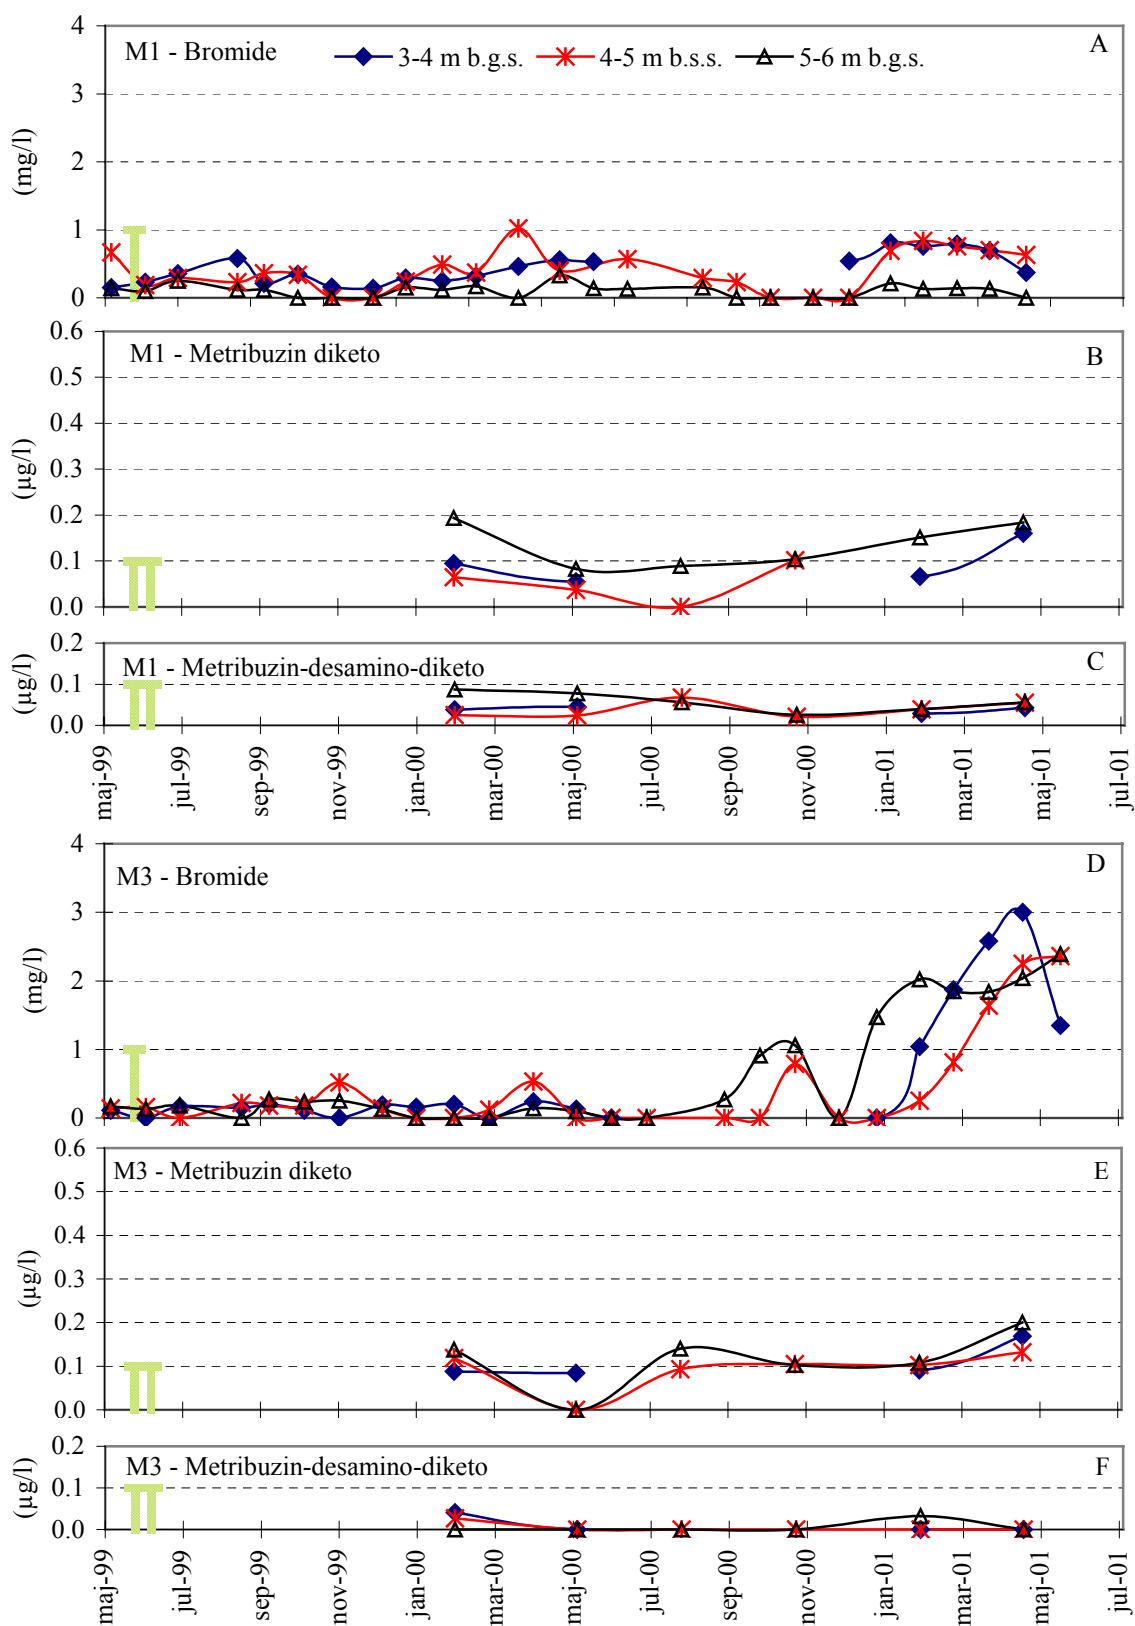 4
M1 - Bromide
3-4 m b.g.s.
4-5 m b.s.s.
5-6 m b.g.s.
A
3
(mg/l)
2
1
0
0.6
M1 - Metribuzin diketo
B
0.5
0.4
(µg/l)
0.3
0.2
0.1
0.0
0.2
M1 - Metribuzin-desamino-diketo
C
(µg/l)
0.1
0.0
maj-99
jul-99
sep-99
nov-99
jan-00
mar-00
maj-00
jul-00
sep-00
nov-00
jan-01
mar-01
maj-01
jul-01
4
M3 - Bromide
D
3
(mg/l)
2
1
0
0.6
M3 - Metribuzin diketo
E
0.5
0.4
(µg/l)
0.3
0.2
0.1
0.0
0.2
M3 - Metribuzin-desamino-diketo
F
(µg/l)
0.1
0.0
maj-99
jul-99
sep-99
nov-99
jan-00
mar-00
maj-00
jul-00
sep-00
nov-00
jan-01
mar-01
maj-01
jul-01